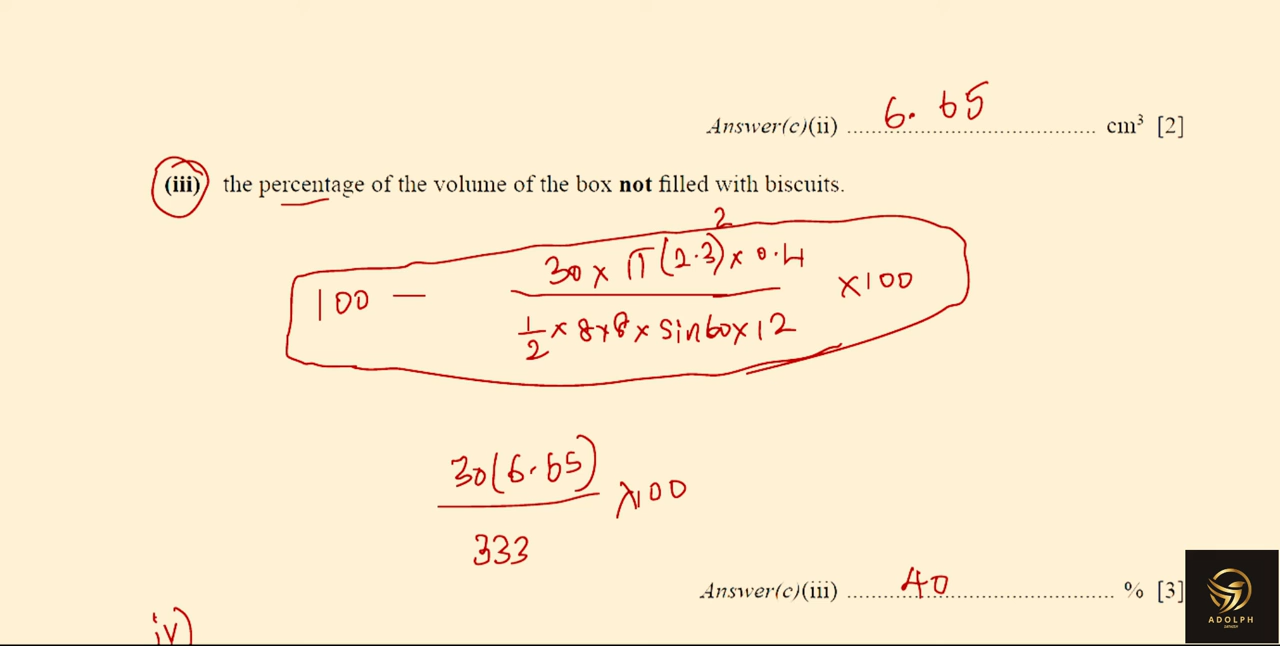 Answer(c)(ii) 6.65 cm³ [2]
(iii) the percentage of the volume of the box not filled with biscuits.
100 − 30 × π(2.3)² × 0.4 / ½ × 8 × 8 × sin60 × 12 × 100
30(6.65) / 333 × 100
Answer(c)(iii) 40 % [3]
iv)
ADOLPH